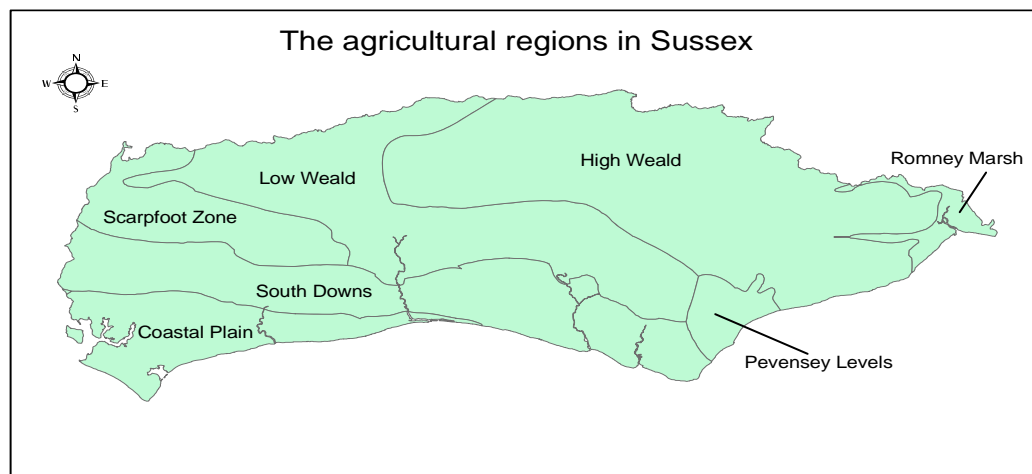 The agricultural regions in Sussex
N
W E
S
High Weald
Romney Marsh
Low Weald
Scarpfoot Zone
South Downs
Coastal Plain
Pevensey Levels